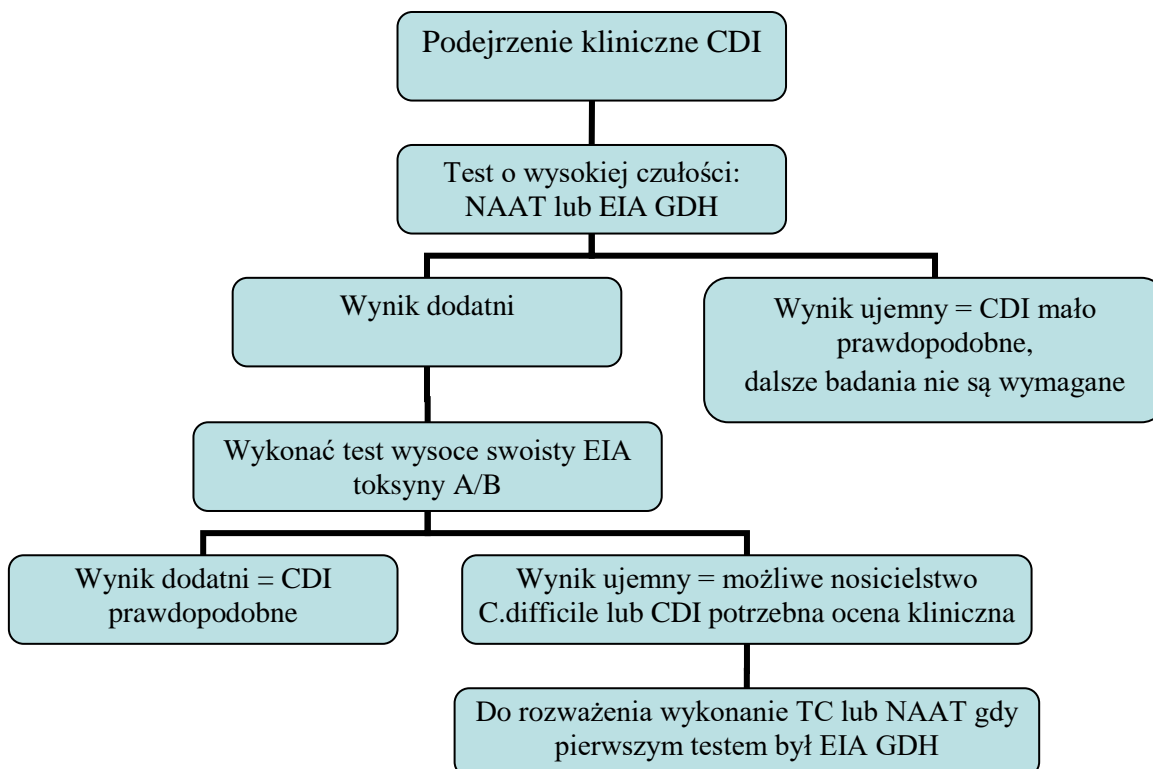 Podejrzenie kliniczne CDI
Test o wysokiej czułości:
NAAT lub EIA GDH
Wynik dodatni
Wynik ujemny = CDI mało
prawdopodobne,
dalsze badania nie są wymagane
Wykonać test wysoce swoisty EIA
toksyny A/B
Wynik dodatni = CDI
prawdopodobne
Wynik ujemny = możliwe nosicielstwo
C.difficile lub CDI potrzebna ocena kliniczna
Do rozważenia wykonanie TC lub NAAT gdy
pierwszym testem był EIA GDH